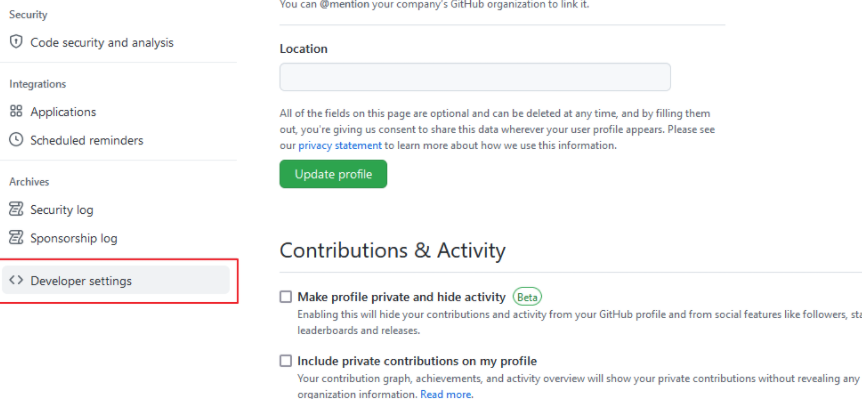 Security
Code security and analysis
Integrations
Applications
Scheduled reminders
Archives
Security log
Sponsorship log
Developer settings
You can @mention your company's GitHub organization to link it.
Location
All of the fields on this page are optional and can be deleted at any time, and by filling them
out, you're giving us consent to share this data wherever your user profile appears. Please see
our privacy statement to learn more about how we use this information.
Update profile
Contributions & Activity
Make profile private and hide activity Beta
Enabling this will hide your contributions and activity from your GitHub profile and from social features like followers, sta
leaderboards and releases.
Include private contributions on my profile
Your contribution graph, achievements, and activity overview will show your private contributions without revealing any
organization information. Read more.